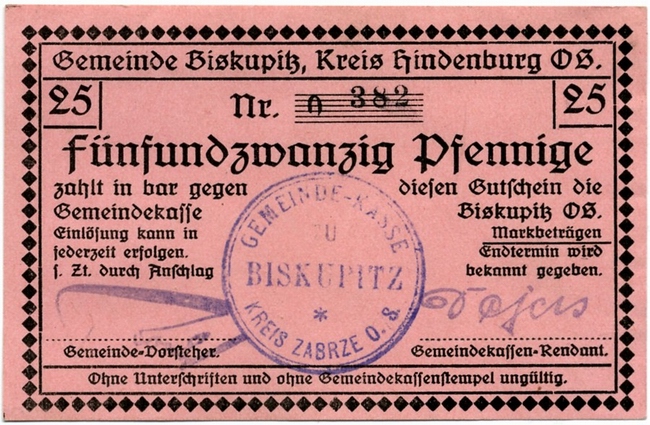 Gemeinde Biskupitz, Kreis Hindenburg OS.
25 Nr. 0 382 25
Fünfundzwanzig Pfennige
zahlt in bar gegen diesen Gutschein die
Gemeindekasse Biskupitz OS.
Einlösung kann in Markbeträgen
jederzeit erfolgen. Endtermin wird
s. Zt. durch Anschlag bekannt gegeben.
GEMEINDE-KASSE
ZU
BISKUPITZ
*
KREIS ZABRZE O. S.
Gemeinde-Vorsteher. Gemeindekassen-Rendant.
Ohne Unterschriften und ohne Gemeindekassenstempel ungültig.